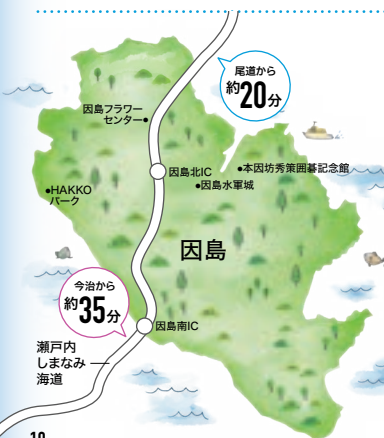 尾道から
約20分
因島フラワー
センター
因島北IC
本因坊秀策囲碁記念館
因島水軍城
HAKKO
パーク
因島
今治から
約35分
因島南IC
瀬戸内
しまなみ
海道
10